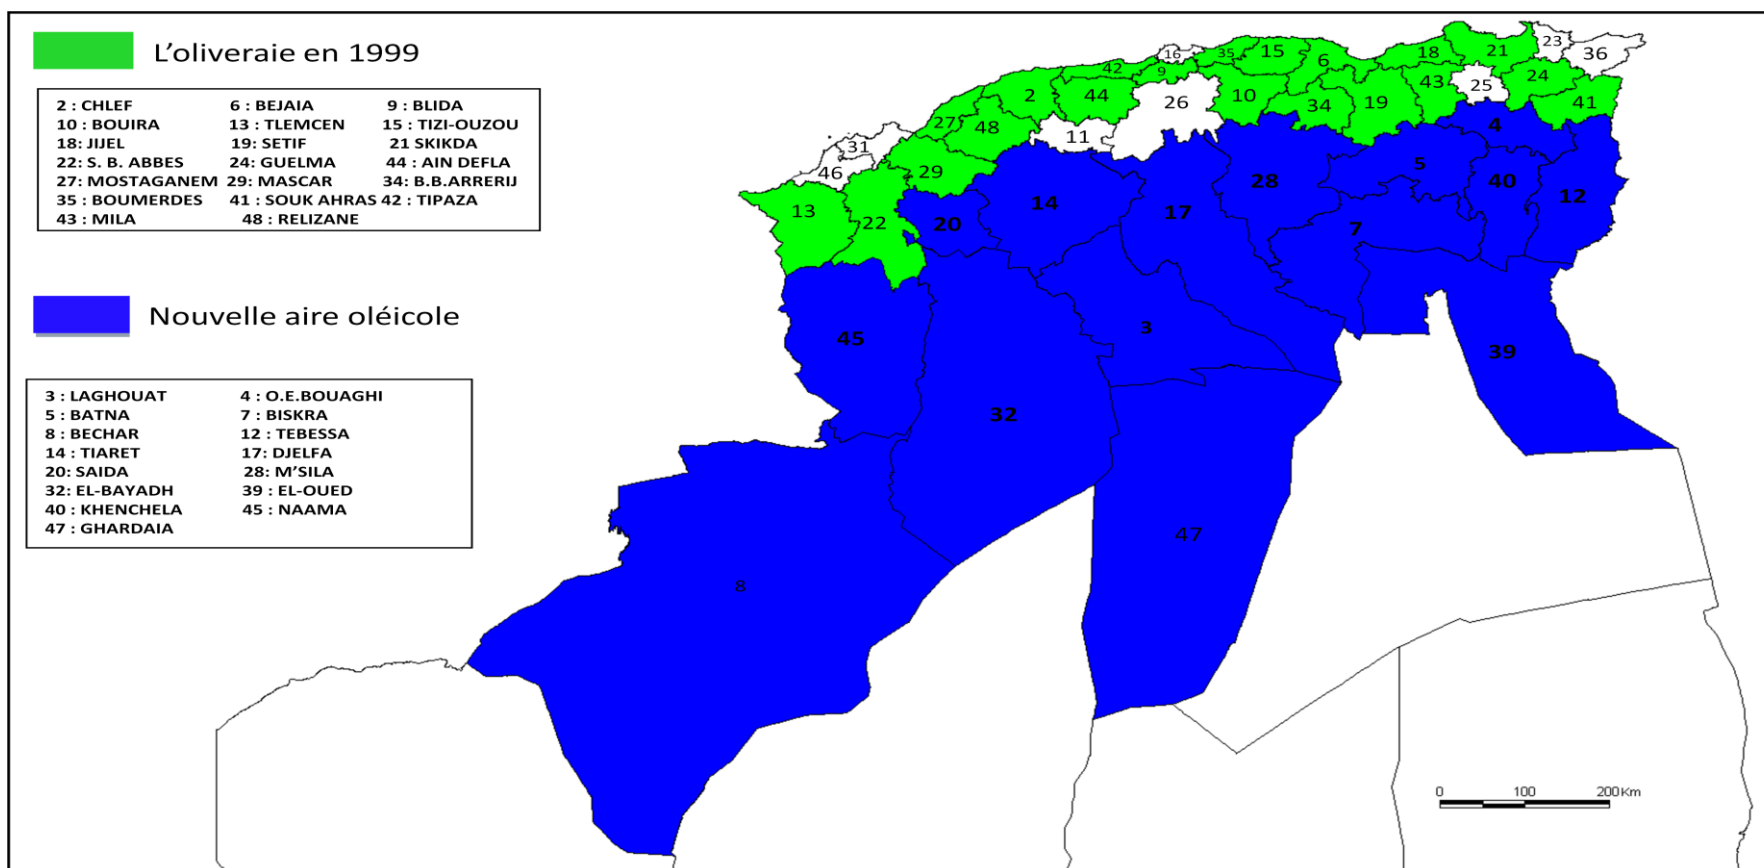 L'oliveraie en 1999
2 : CHLEF 6 : BEJAIA 9 : BLIDA
10 : BOUIRA 13 : TLEMCEN 15 : TIZI-OUZOU
18: JIJEL 19: SETIF 21 SKIKDA
22: S. B. ABBES 24: GUELMA 44 : AIN DEFLA
27: MOSTAGANEM 29: MASCAR 34: B.B.ARRERIJ
35: BOUMERDES 41 : SOUK AHRAS 42 : TIPAZA
43 : MILA 48 : RELIZANE
Nouvelle aire oléicole
3 : LAGHOUAT 4 : O.E.BOUAGHI
5 : BATNA 7 : BISKRA
8 : BECHAR 12 : TEBESSA
14 : TIARET 17: DJELFA
20: SAIDA 28: M'SILA
32: EL-BAYADH 39 : EL-OUED
40 : KHENCHELA 45 : NAAMA
47 : GHARDAIA
16 35 15 6 18 21 23 36
42 9 2 44 26 10 34 19 43 25 24 41
27 48 11 4
31 46 29 5
13 22 20 14 17 28 7 40 12
45 3 39
32
47
8
0 100 200 Km